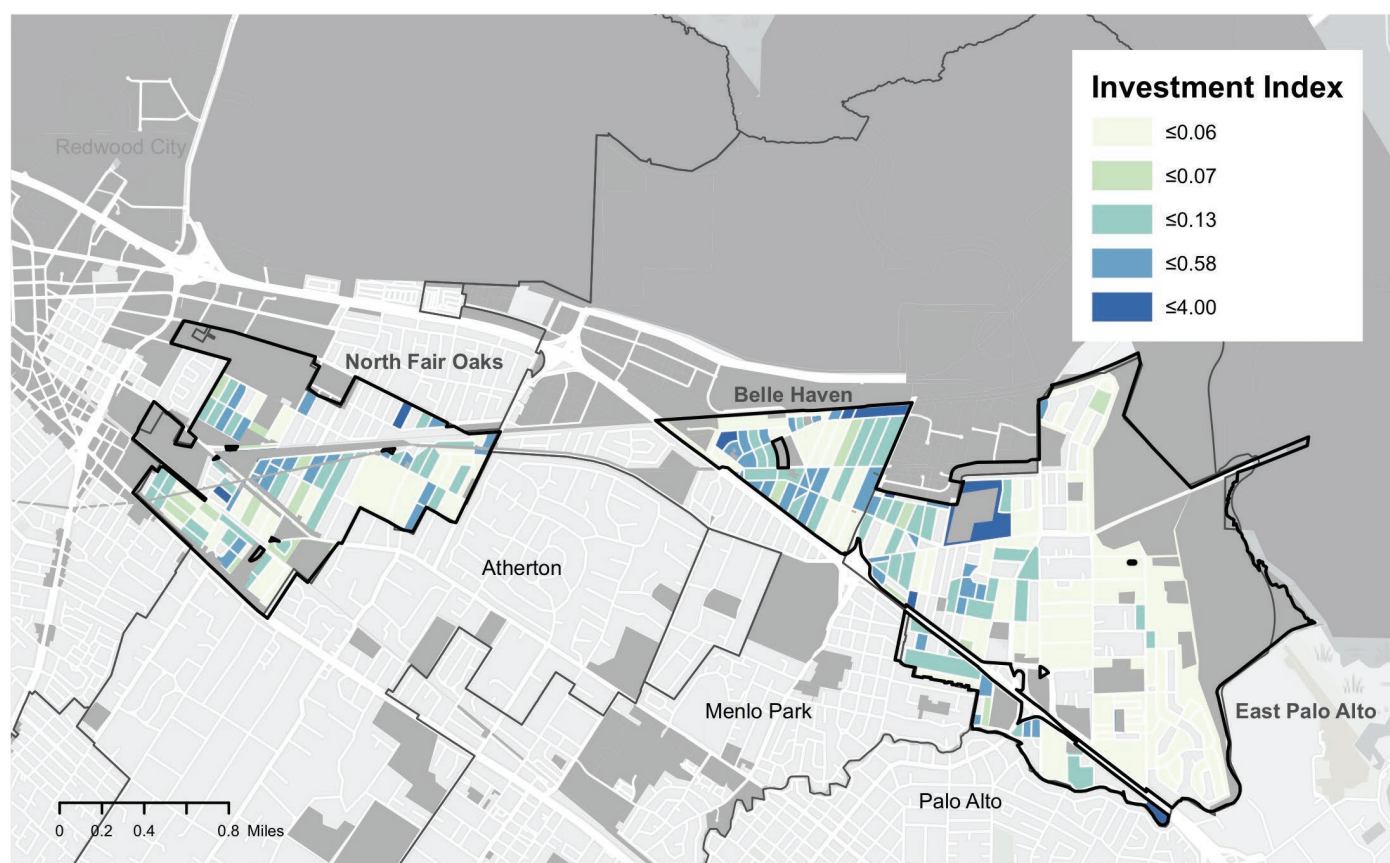 Investment Index
≤0.06
≤0.07
≤0.13
≤0.58
≤4.00
Redwood City
North Fair Oaks
Belle Haven
Atherton
Menlo Park
East Palo Alto
Palo Alto
0 0.2 0.4 0.8 Miles